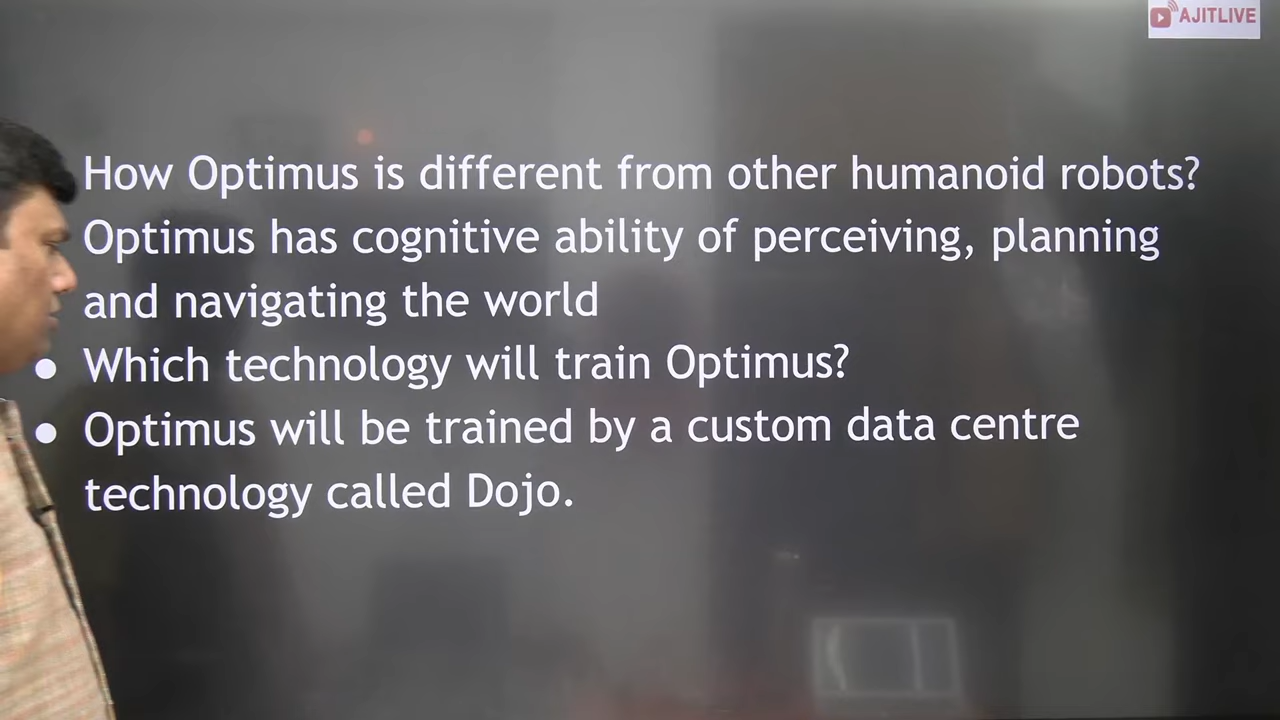 AJITLIVE
How Optimus is different from other humanoid robots?
Optimus has cognitive ability of perceiving, planning
and navigating the world
• Which technology will train Optimus?
• Optimus will be trained by a custom data centre
technology called Dojo.